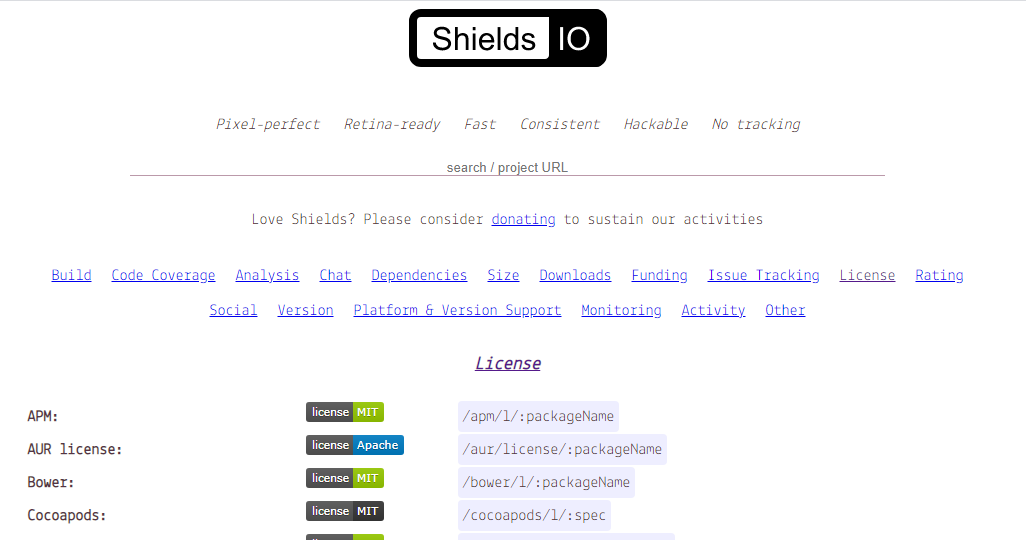 Shields IO
Pixel-perfect Retina-ready Fast Consistent Hackable No tracking
search / project URL
Love Shields? Please consider donating to sustain our activities
Build Code Coverage Analysis Chat Dependencies Size Downloads Funding Issue Tracking License Rating
Social Version Platform & Version Support Monitoring Activity Other
License
APM: license MIT /apm/l/:packageName
AUR license: license Apache /aur/license/:packageName
Bower: license MIT /bower/l/:packageName
Cocoapods: license MIT /cocoapods/l/:spec